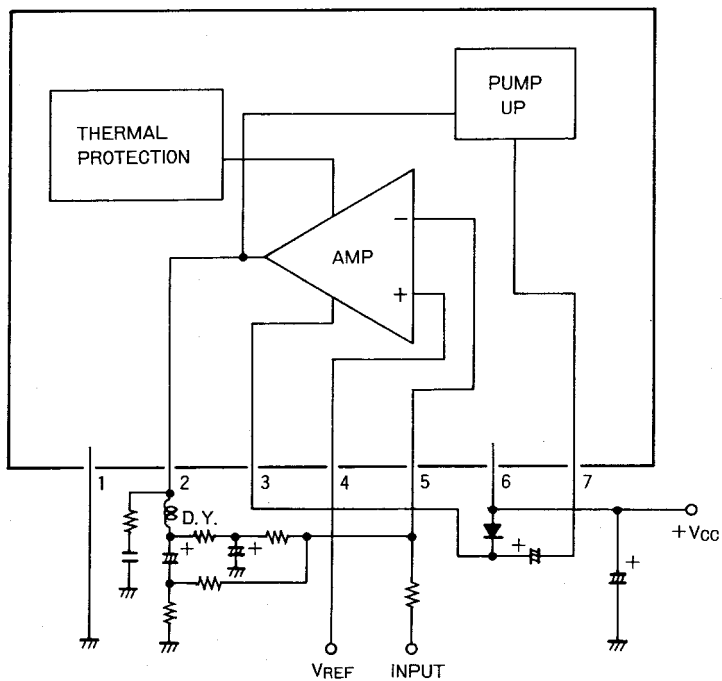 PUMP
UP
THERMAL
PROTECTION
−
AMP
+
1 2 3 4 5 6 7
D.Y.
+ +
+
+
+VCC
+
VREF INPUT